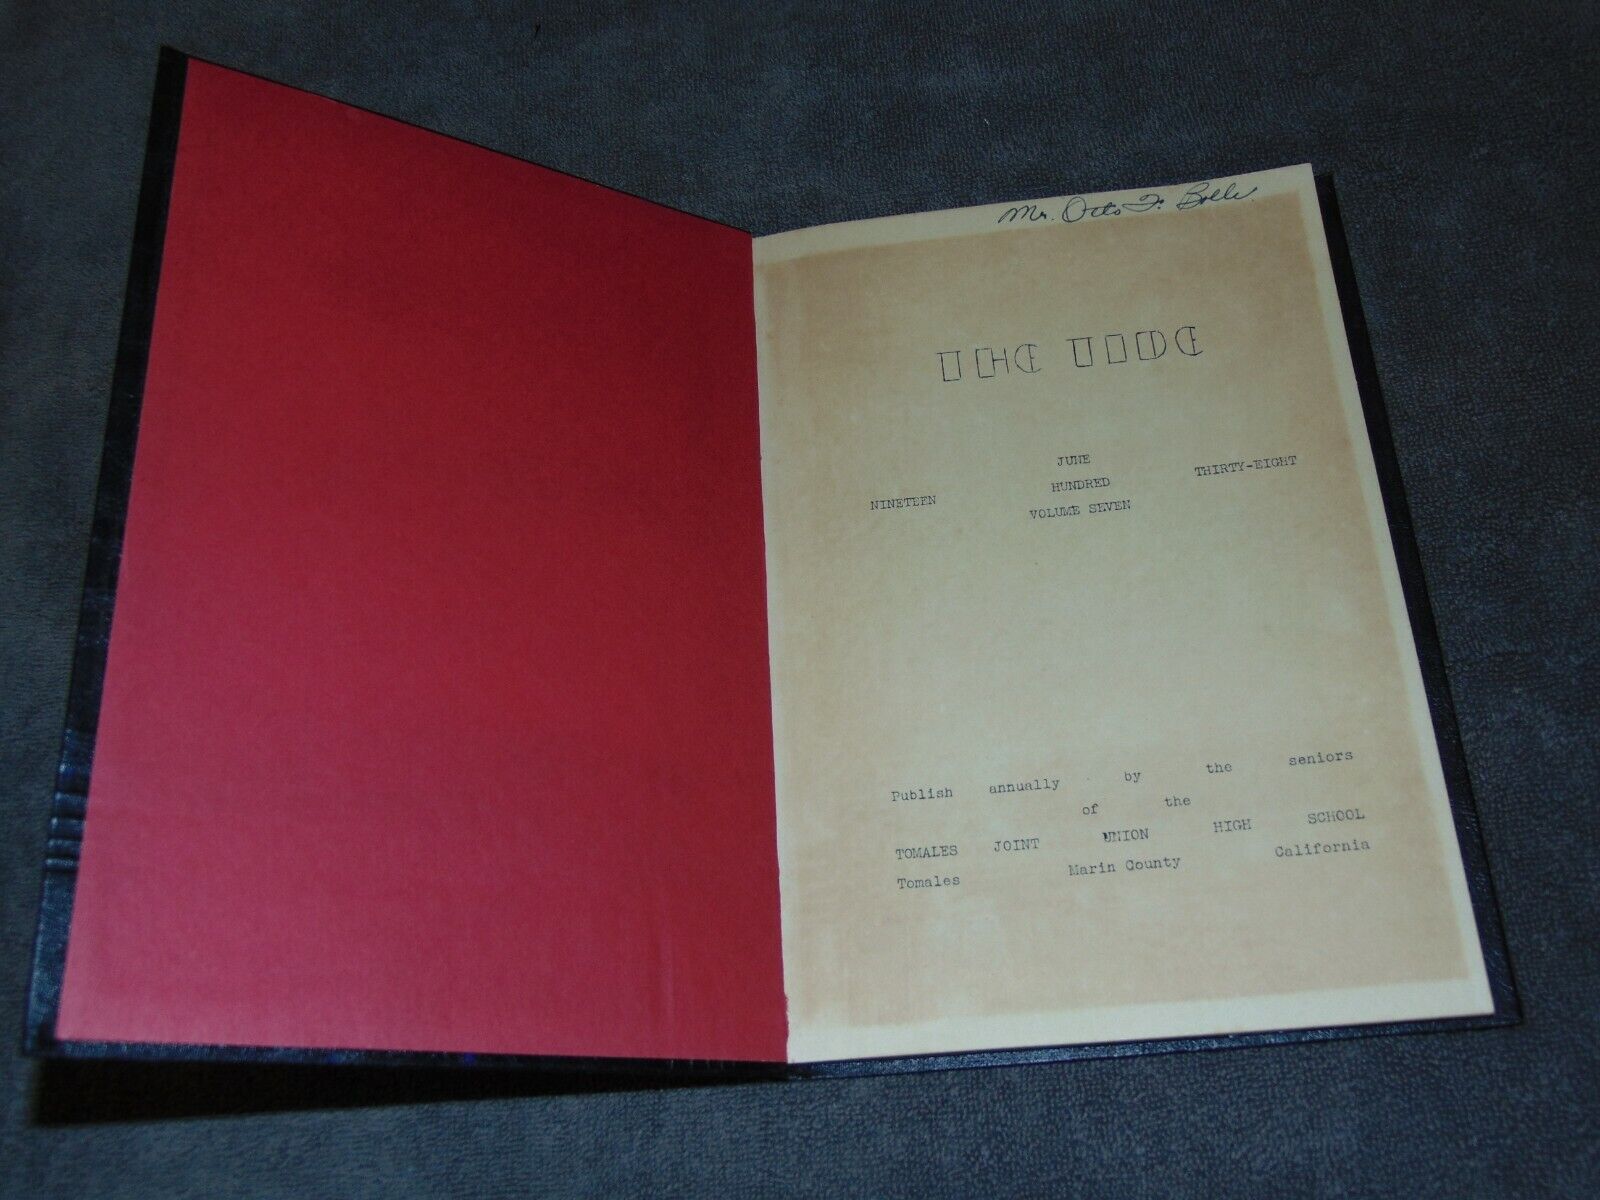 Mr. Otto F. Bolle.
THE TIDE
JUNE
NINETEEN HUNDRED THIRTY-EIGHT
VOLUME SEVEN
Publish annually by the seniors
of the
TOMALES JOINT UNION HIGH SCHOOL
Tomales Marin County California